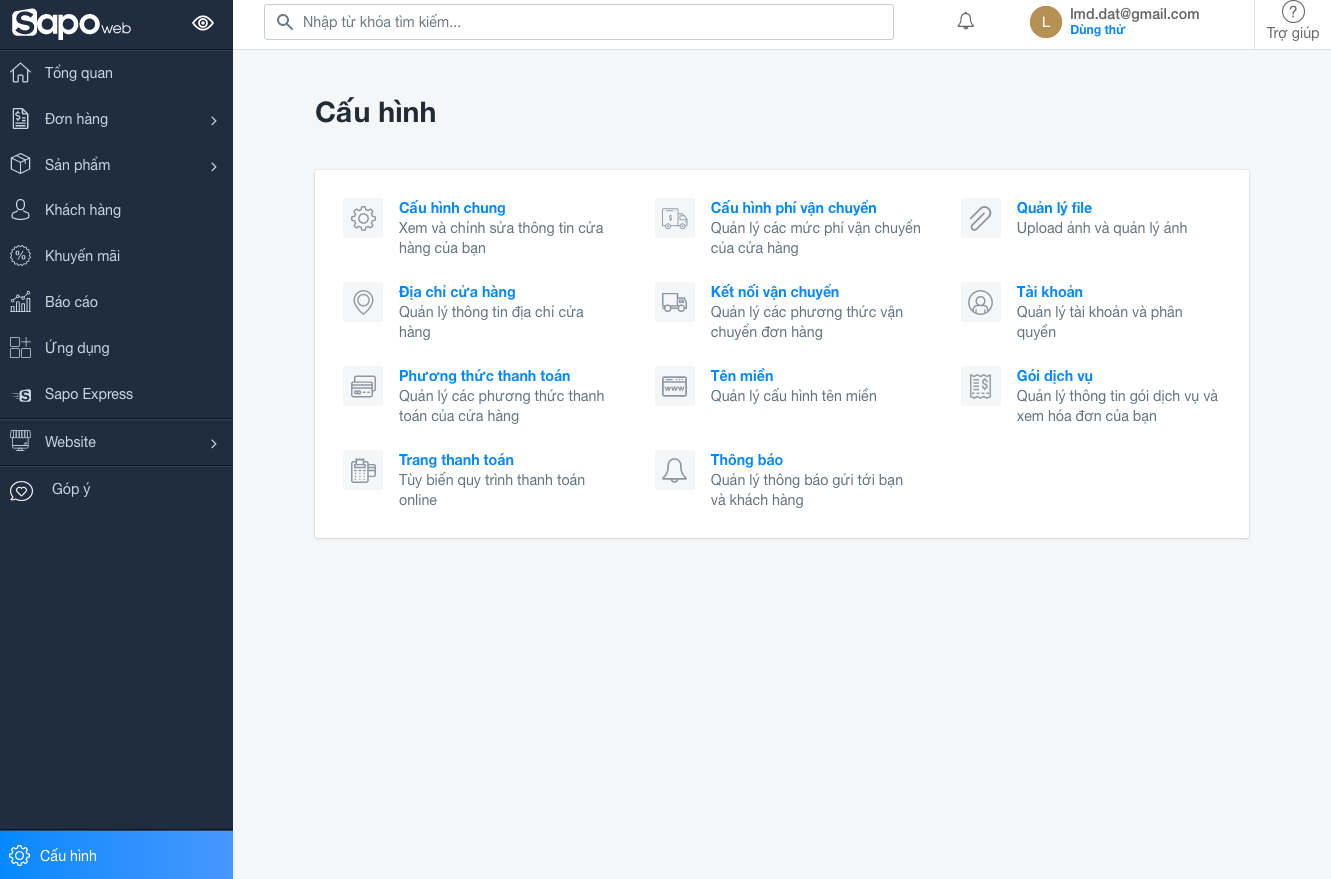 Sapo web
Nhập từ khóa tìm kiếm...
L
lmd.dat@gmail.com
Dùng thử
?
Trợ giúp
Tổng quan
Đơn hàng
Sản phẩm
Khách hàng
Khuyến mãi
Báo cáo
Ứng dụng
Sapo Express
Website
Góp ý
Cấu hình
Cấu hình
Cấu hình chung
Xem và chỉnh sửa thông tin cửa
hàng của bạn
Cấu hình phí vận chuyển
Quản lý các mức phí vận chuyển
của cửa hàng
Quản lý file
Upload ảnh và quản lý ảnh
Địa chỉ cửa hàng
Quản lý thông tin địa chỉ cửa
hàng
Kết nối vận chuyển
Quản lý các phương thức vận
chuyển đơn hàng
Tài khoản
Quản lý tài khoản và phân
quyền
Phương thức thanh toán
Quản lý các phương thức thanh
toán của cửa hàng
WWW
Tên miền
Quản lý cấu hình tên miền
Gói dịch vụ
Quản lý thông tin gói dịch vụ và
xem hóa đơn của bạn
Trang thanh toán
Tùy biến quy trình thanh toán
online
Thông báo
Quản lý thông báo gửi tới bạn
và khách hàng